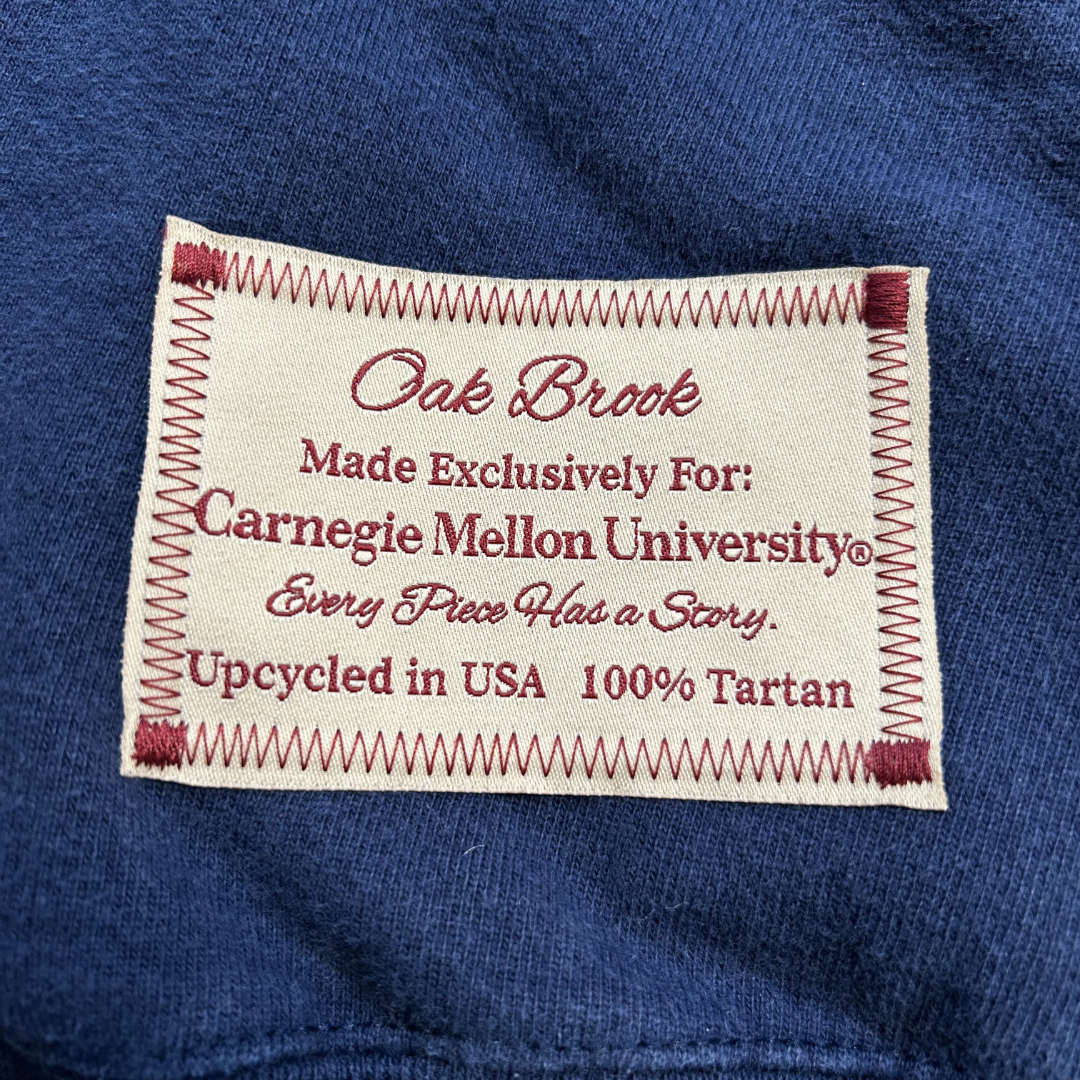 Oak Brook
Made Exclusively For:
Carnegie Mellon University®
Every Piece Has a Story.
Upcycled in USA 100% Tartan